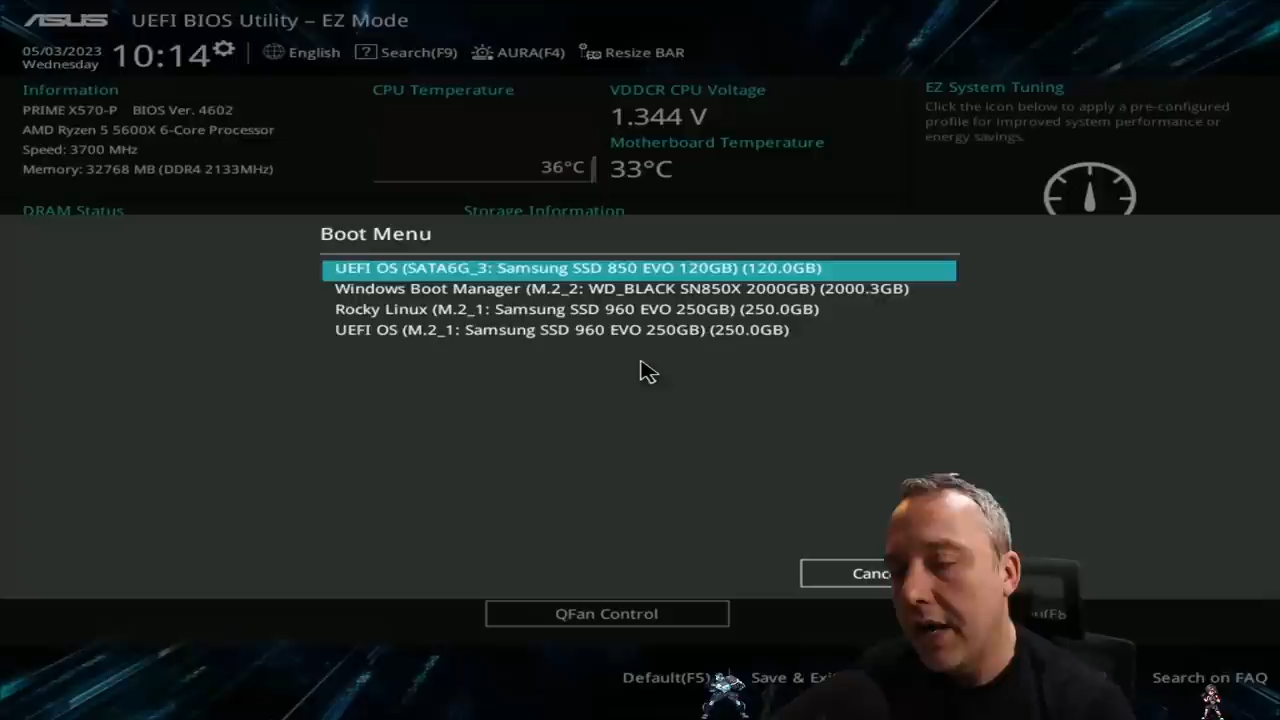 ASUS UEFI BIOS Utility – EZ Mode
05/03/2023
Wednesday
10:14
English
Search(F9)
AURA(F4)
Resize BAR
Information
PRIME X570-P BIOS Ver. 4602
AMD Ryzen 5 5600X 6-Core Processor
Speed: 3700 MHz
Memory: 32768 MB (DDR4 2133MHz)
CPU Temperature
36°C
VDDCR CPU Voltage
1.344 V
Motherboard Temperature
33°C
EZ System Tuning
Click the icon below to apply a pre-configured
profile for improved system performance or
energy savings.
DRAM Status
Storage Information
Boot Menu
UEFI OS (SATA6G_3: Samsung SSD 850 EVO 120GB) (120.0GB)
Windows Boot Manager (M.2_2: WD_BLACK SN850X 2000GB) (2000.3GB)
Rocky Linux (M.2_1: Samsung SSD 960 EVO 250GB) (250.0GB)
UEFI OS (M.2_1: Samsung SSD 960 EVO 250GB) (250.0GB)
Canc
QFan Control
Default(F5)
Save & Exi
Search on FAQ